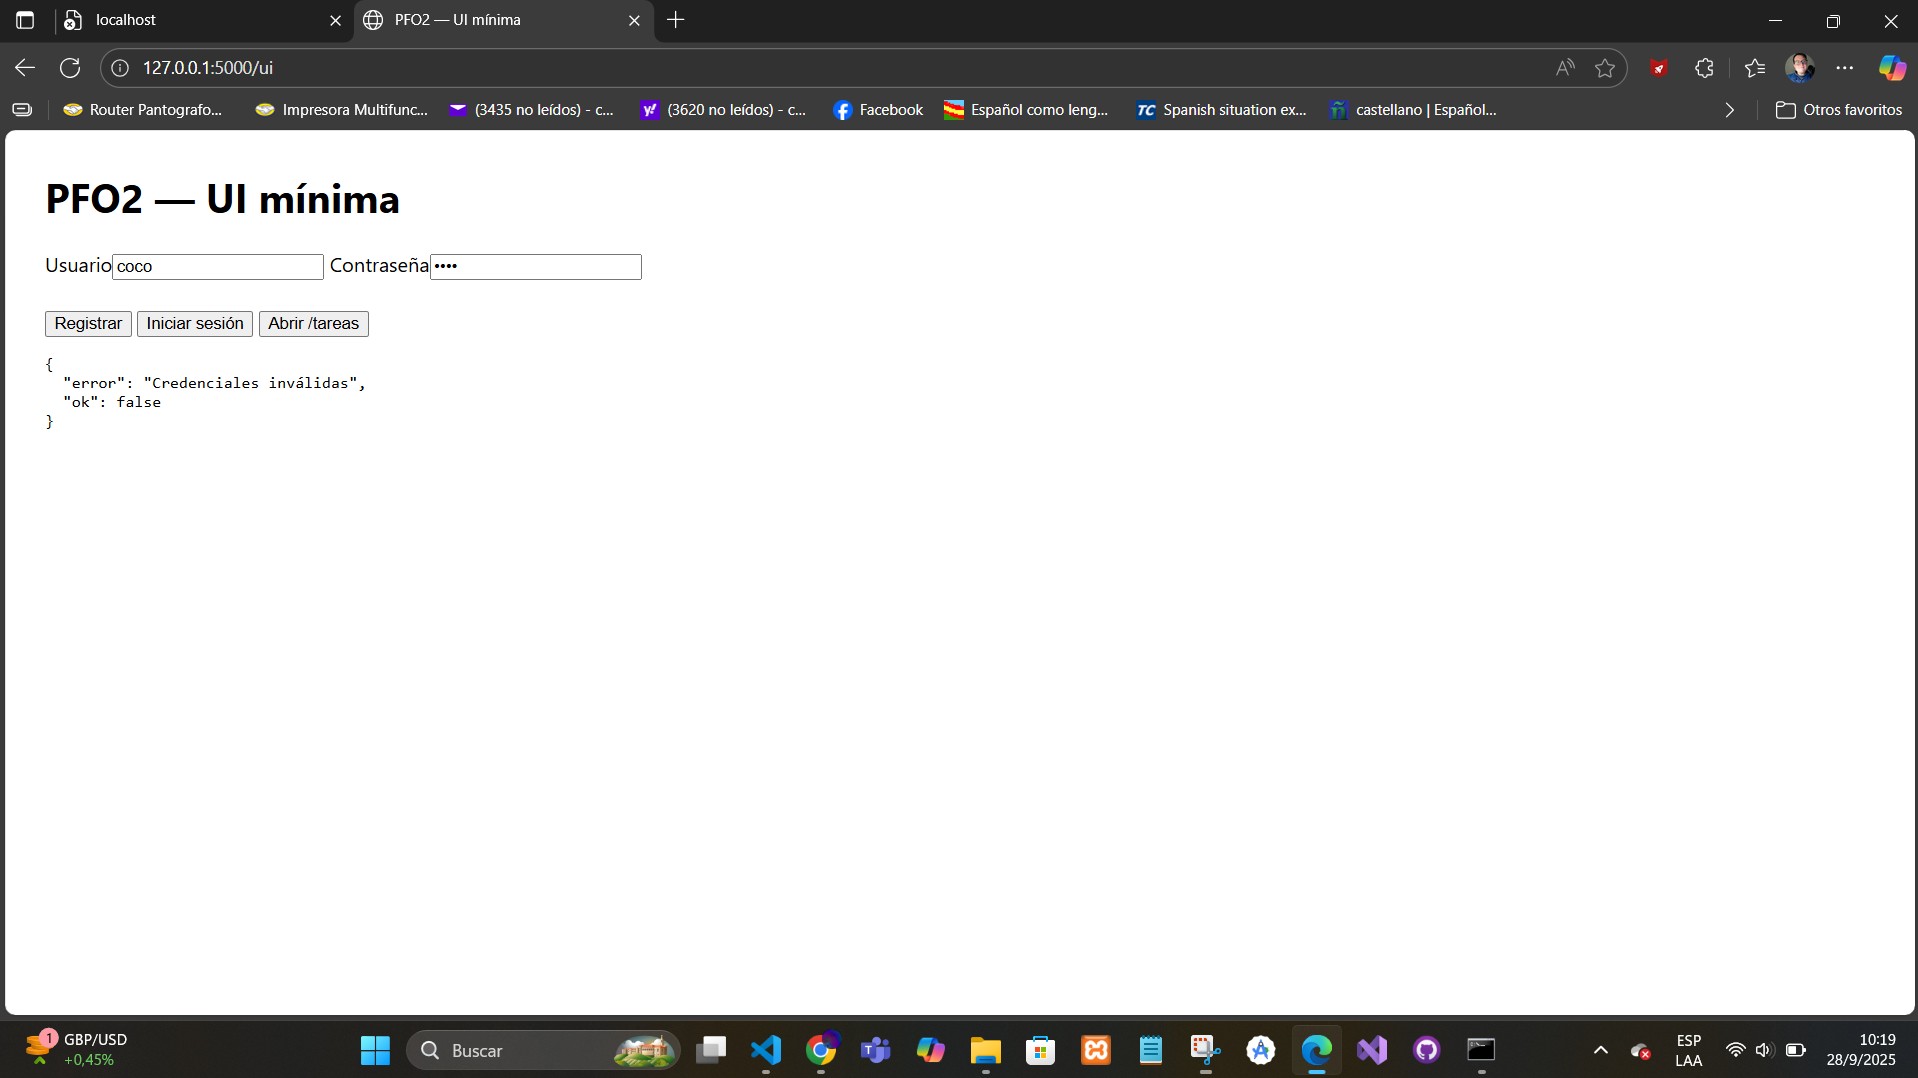 localhost
PFO2 — UI mínima
127.0.0.1:5000/ui
Router Pantografo...
Impresora Multifunc...
(3435 no leídos) - c...
(3620 no leídos) - c...
Facebook
Español como leng...
TC Spanish situation ex...
castellano | Español...
Otros favoritos
PFO2 — UI mínima
Usuario coco Contraseña ••••
Registrar Iniciar sesión Abrir /tareas
{
"error": "Credenciales inválidas",
"ok": false
}
1
GBP/USD
+0,45%
Buscar
ESP
LAA
10:19
28/9/2025